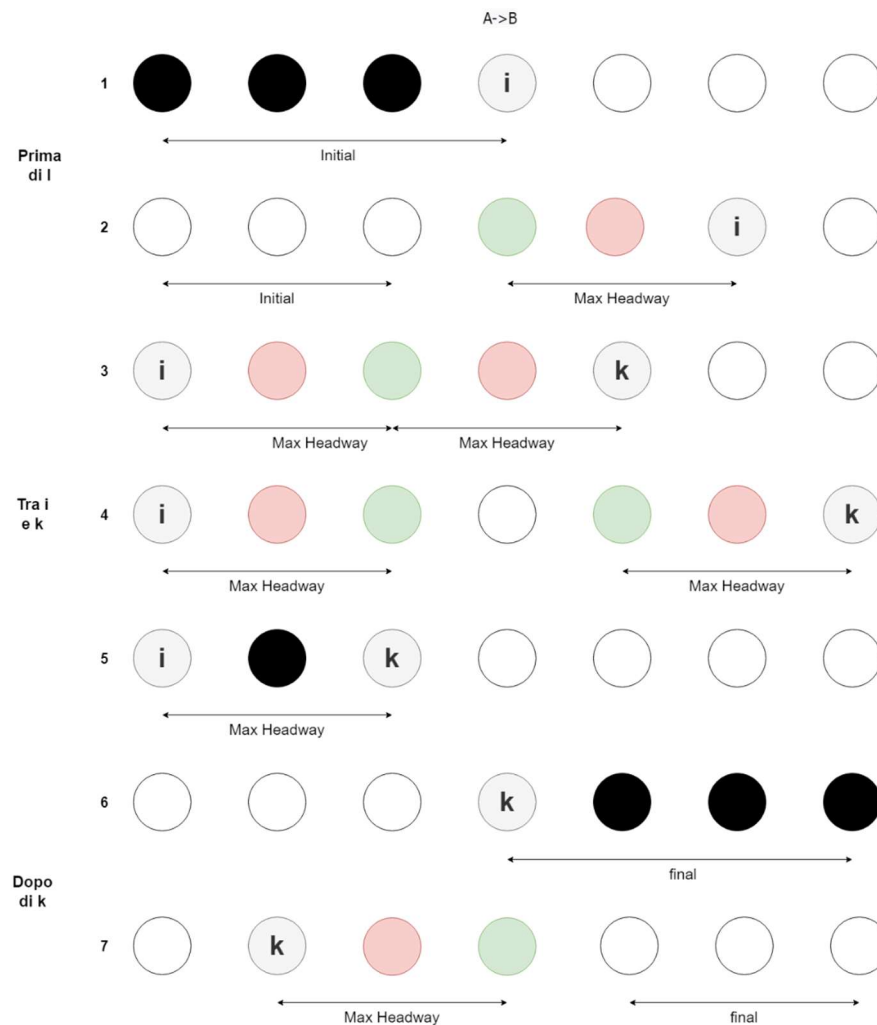 A->B
1
i
Initial
Prima
di I
2
i
Initial
Max Headway
3
i
k
Max Headway
Max Headway
Tra i
e k
4
i
k
Max Headway
Max Headway
5
i
k
Max Headway
6
k
final
Dopo
di k
7
k
Max Headway
final